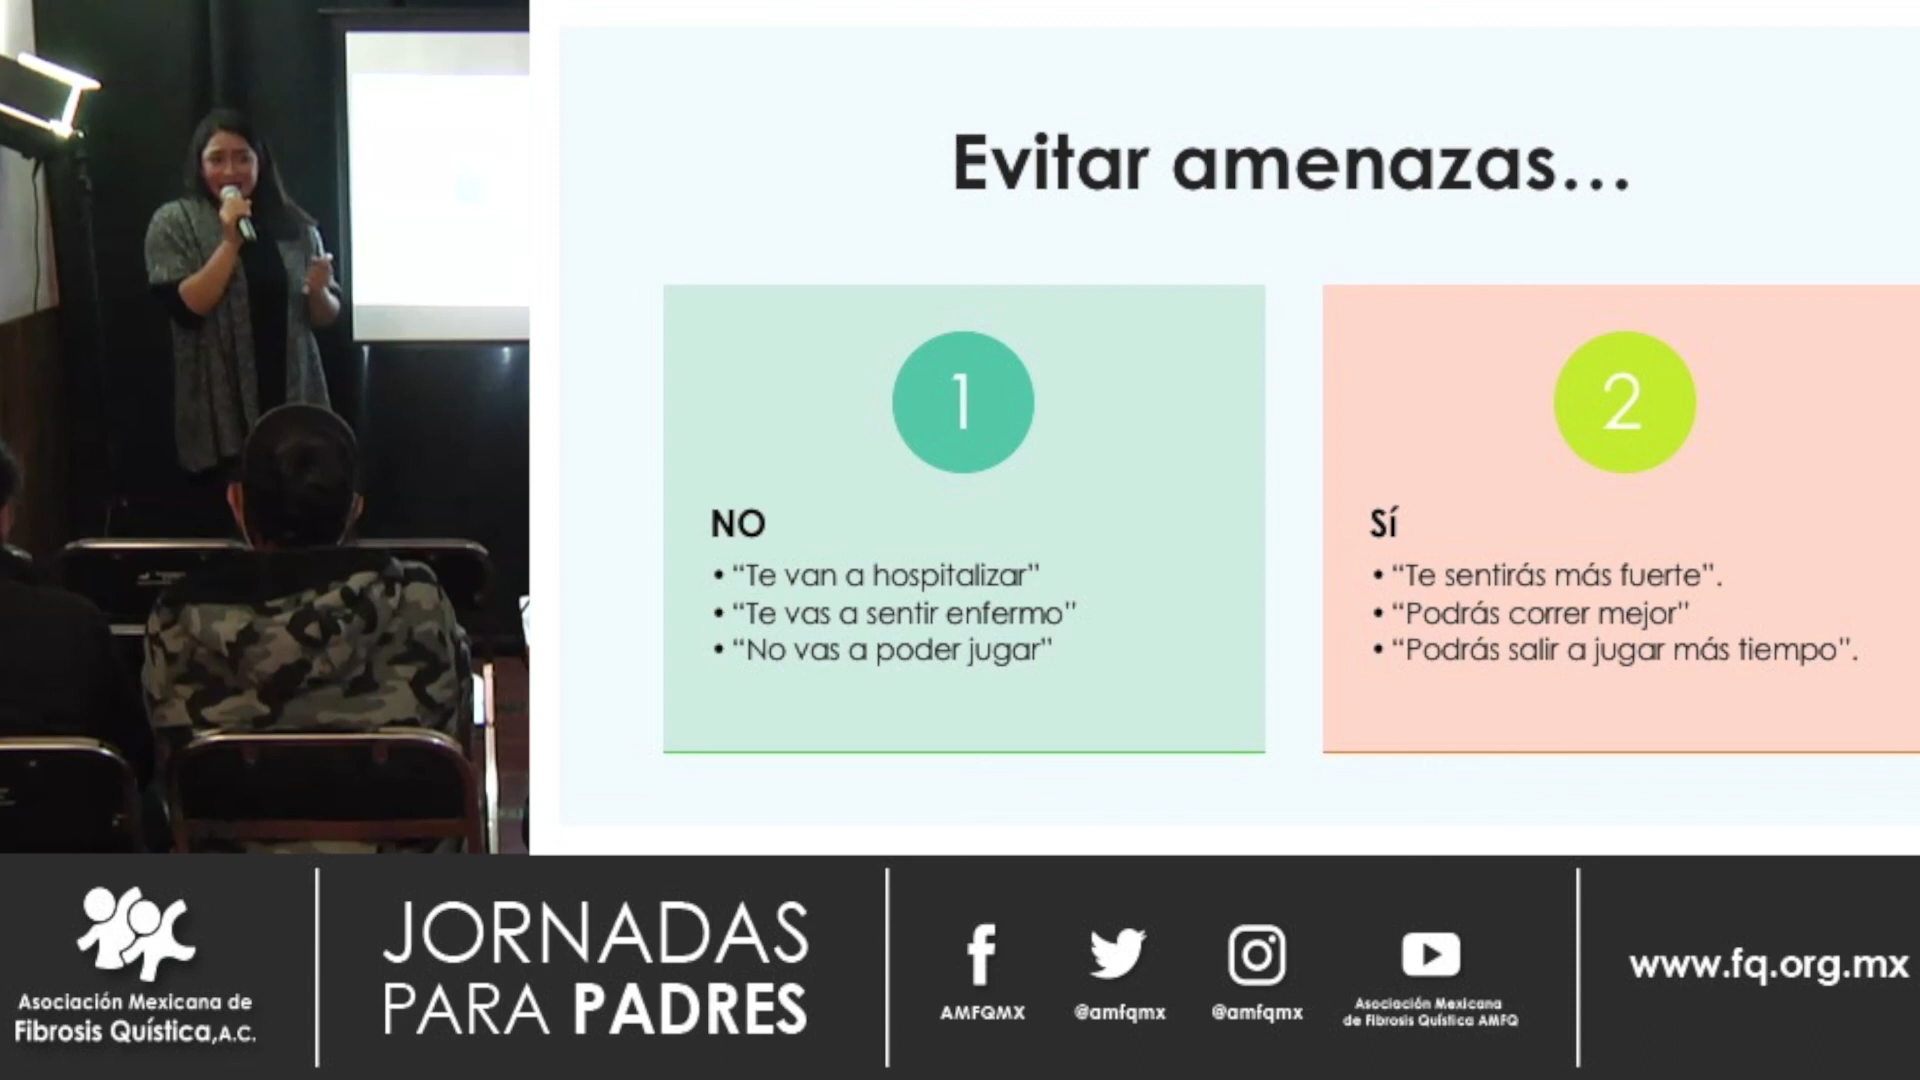 Evitar amenazas...
1
NO
• “Te van a hospitalizar”
• “Te vas a sentir enfermo”
• “No vas a poder jugar”
2
SÍ
• “Te sentirás más fuerte”.
• “Podrás correr mejor”
• “Podrás salir a jugar más tiempo”.
Asociación Mexicana de
Fibrosis Quística, A.C.
JORNADAS
PARA PADRES
AMFQMX
@amfqmx
@amfqmx
Asociación Mexicana
de Fibrosis Quística AMFQ
www.fq.org.mx